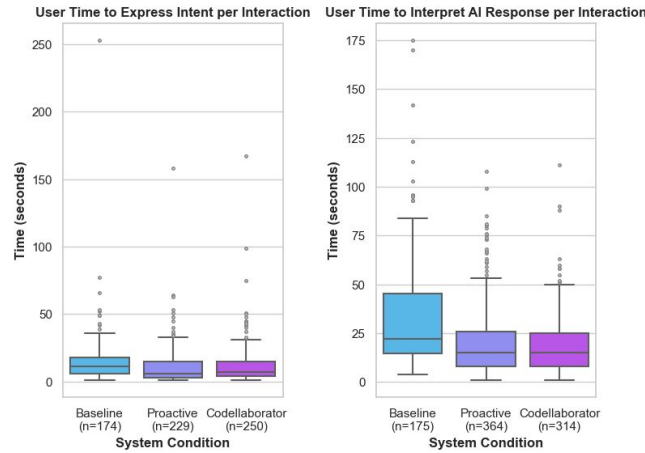 User Time to Express Intent per Interaction
Time (seconds)
250
200
150
100
50
0
Baseline
(n=174)
Proactive
(n=229)
Codellaborator
(n=250)
System Condition
User Time to Interpret AI Response per Interaction
Time (seconds)
175
150
125
100
75
50
25
0
Baseline
(n=175)
Proactive
(n=364)
Codellaborator
(n=314)
System Condition